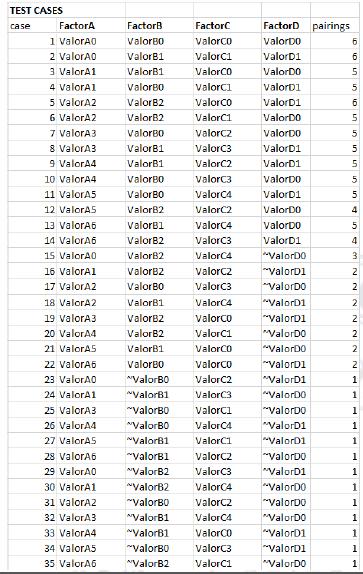 TEST CASES
case FactorA FactorB FactorC FactorD pairings
1 ValorA0 ValorB0 ValorC0 ValorD0 6
2 ValorA0 ValorB1 ValorC1 ValorD1 6
3 ValorA1 ValorB1 ValorC0 ValorD0 5
4 ValorA1 ValorB0 ValorC1 ValorD1 5
5 ValorA2 ValorB2 ValorC0 ValorD1 6
6 ValorA2 ValorB2 ValorC1 ValorD0 5
7 ValorA3 ValorB0 ValorC2 ValorD0 5
8 ValorA3 ValorB1 ValorC3 ValorD1 5
9 ValorA4 ValorB1 ValorC2 ValorD1 5
10 ValorA4 ValorB0 ValorC3 ValorD0 5
11 ValorA5 ValorB0 ValorC4 ValorD1 5
12 ValorA5 ValorB2 ValorC2 ValorD0 4
13 ValorA6 ValorB1 ValorC4 ValorD0 5
14 ValorA6 ValorB2 ValorC3 ValorD1 4
15 ValorA0 ValorB2 ValorC4 ~ValorD0 3
16 ValorA1 ValorB2 ValorC2 ~ValorD1 2
17 ValorA2 ValorB0 ValorC3 ~ValorD0 2
18 ValorA2 ValorB1 ValorC4 ~ValorD1 2
19 ValorA3 ValorB2 ValorC0 ~ValorD1 2
20 ValorA4 ValorB2 ValorC1 ~ValorD0 2
21 ValorA5 ValorB1 ValorC0 ~ValorD0 2
22 ValorA6 ValorB0 ValorC0 ~ValorD1 2
23 ValorA0 ~ValorB0 ValorC2 ~ValorD1 1
24 ValorA1 ~ValorB1 ValorC3 ~ValorD0 1
25 ValorA3 ~ValorB0 ValorC1 ~ValorD0 1
26 ValorA4 ~ValorB0 ValorC4 ~ValorD0 1
27 ValorA5 ~ValorB1 ValorC1 ~ValorD1 1
28 ValorA6 ~ValorB1 ValorC2 ~ValorD1 1
29 ValorA0 ~ValorB2 ValorC3 ~ValorD1 1
30 ValorA1 ~ValorB2 ValorC4 ~ValorD1 1
31 ValorA2 ~ValorB0 ValorC2 ~ValorD0 1
32 ValorA3 ~ValorB1 ValorC4 ~ValorD0 1
33 ValorA4 ~ValorB1 ValorC0 ~ValorD1 1
34 ValorA5 ~ValorB0 ValorC3 ~ValorD1 1
35 ValorA6 ~ValorB2 ValorC1 ~ValorD0 1